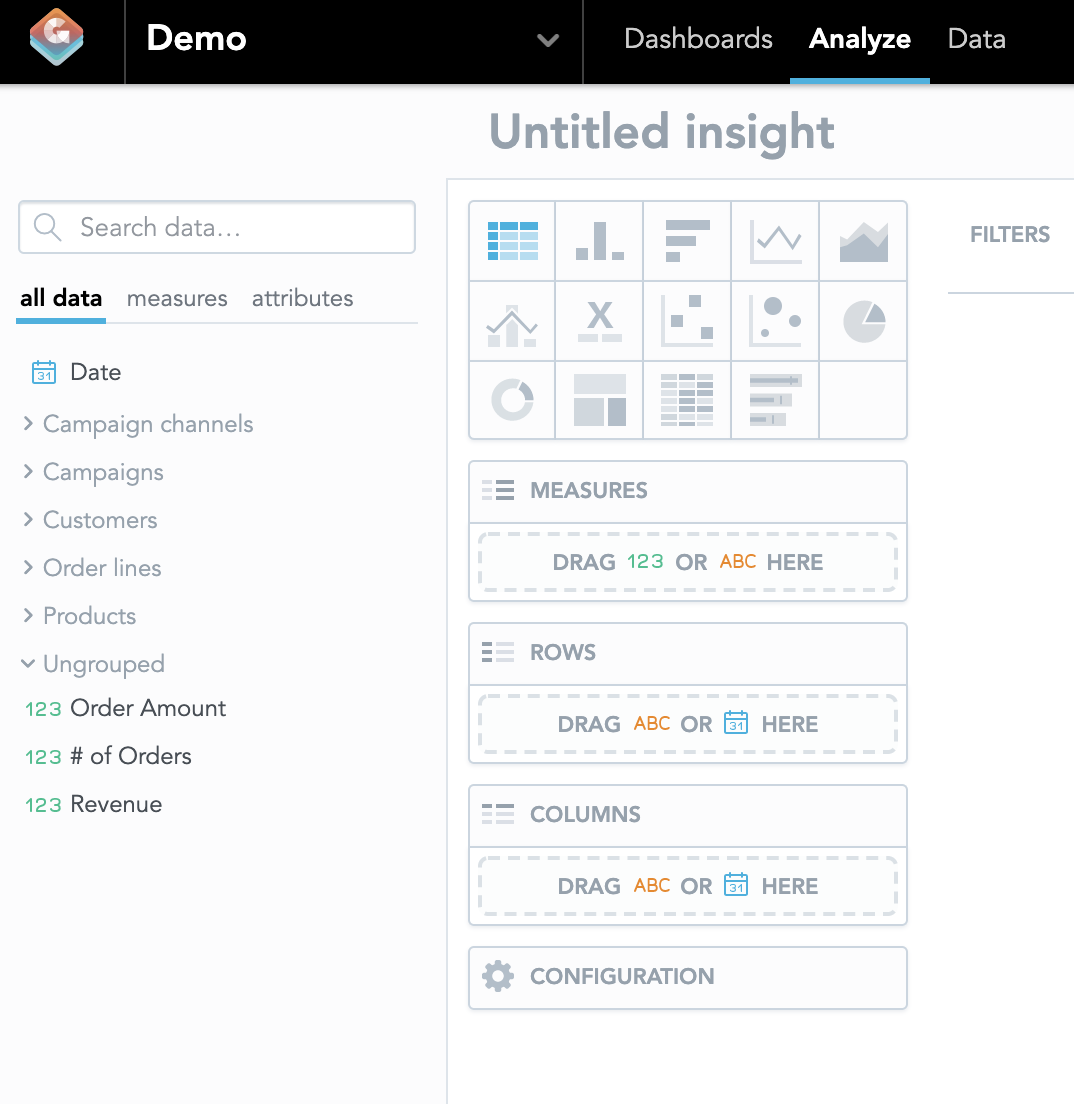 Demo
Dashboards Analyze Data
Untitled insight
Search data...
all data measures attributes
31 Date
Campaign channels
Campaigns
Customers
Order lines
Products
Ungrouped
123 Order Amount
123 # of Orders
123 Revenue
X
FILTERS
MEASURES
DRAG 123 OR ABC HERE
ROWS
DRAG ABC OR 31 HERE
COLUMNS
DRAG ABC OR 31 HERE
CONFIGURATION